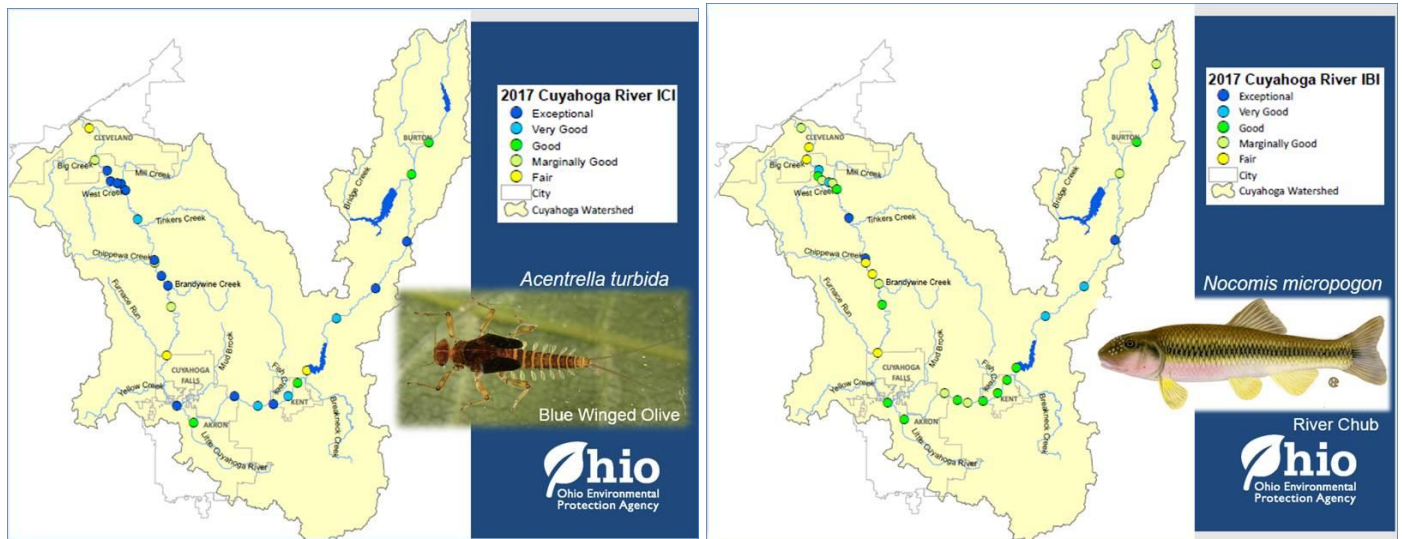 2017 Cuyahoga River ICI
Exceptional
Very Good
Good
Marginally Good
Fair
City
Cuyahoga Watershed
CLEVELAND
Big Creek
Mill Creek
West Creek
Tinkers Creek
Chippewa Creek
Brandywine Creek
Furnace Run
Mud Brook
Yellow Creek
CUYAHOGA
FALLS
Fish Creek
KENT
AKRON
Little Cuyahoga River
Breakneck Creek
Bridge Creek
BURTON
Acentrella turbida
Blue Winged Olive
Ohio
Ohio Environmental
Protection Agency
2017 Cuyahoga River IBI
Exceptional
Very Good
Good
Marginally Good
Fair
City
Cuyahoga Watershed
CLEVELAND
Big Creek
Mill Creek
West Creek
Tinkers Creek
Chippewa Creek
Brandywine Creek
Furnace Run
Mud Brook
Yellow Creek
CUYAHOGA
FALLS
Fish Creek
KENT
AKRON
Little Cuyahoga River
Breakneck Creek
Bridge Creek
BURTON
Nocomis micropogon
River Chub
Ohio
Ohio Environmental
Protection Agency